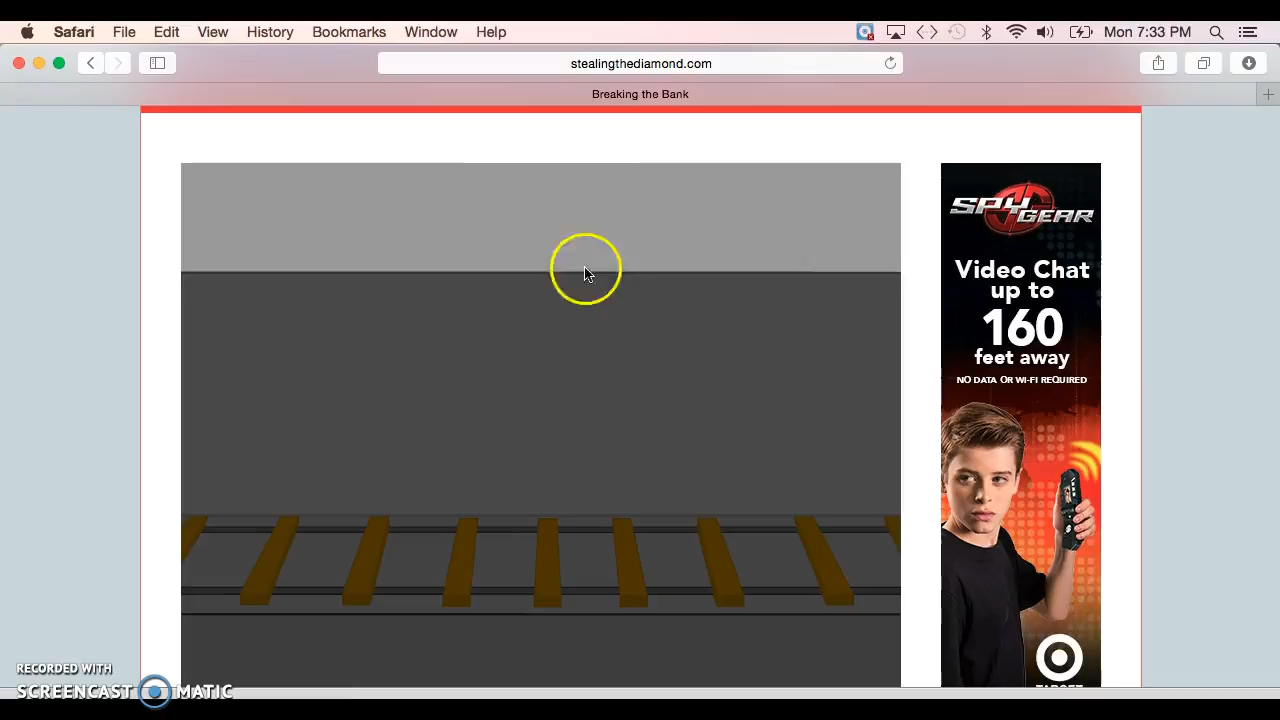 Safari File Edit View History Bookmarks Window Help Mon 7:33 PM
stealingthediamond.com
Breaking the Bank
SPY GEAR
Video Chat
up to
160
feet away
NO DATA OR WI-FI REQUIRED
TARGET
RECORDED WITH
SCREENCAST MATIC